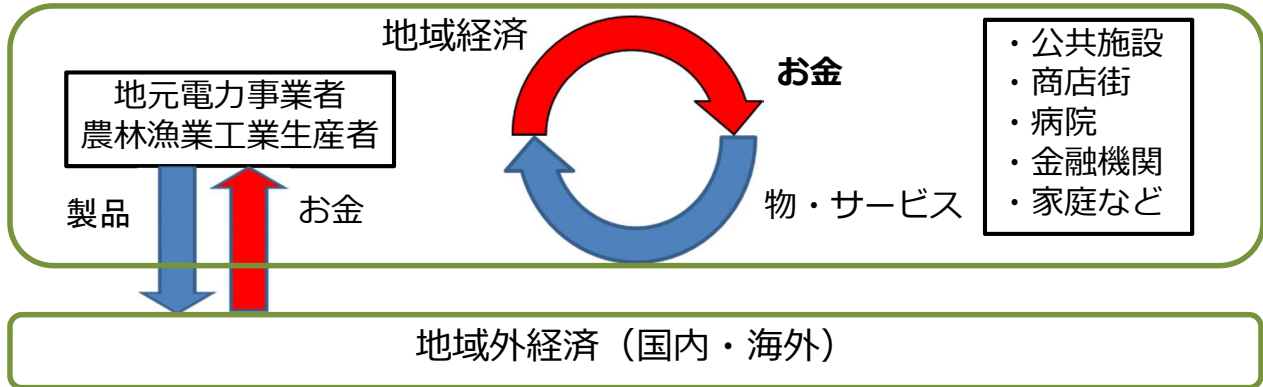 地域経済
お金
地元電力事業者
農林漁業工業生産者
製品
お金
物・サービス
・公共施設
・商店街
・病院
・金融機関
・家庭など
地域外経済（国内・海外）